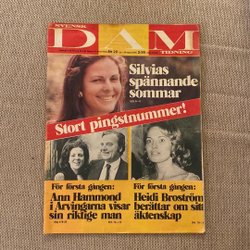 SVENSK
DAM
TIDNING
Silvias
spännande
sommar
Stort pingstnummer!
För första gången:
Ann Hammond
i Arvingarna visar
sin riktige man
För första gången:
Heidi Broström
berättar om sitt
äktenskap